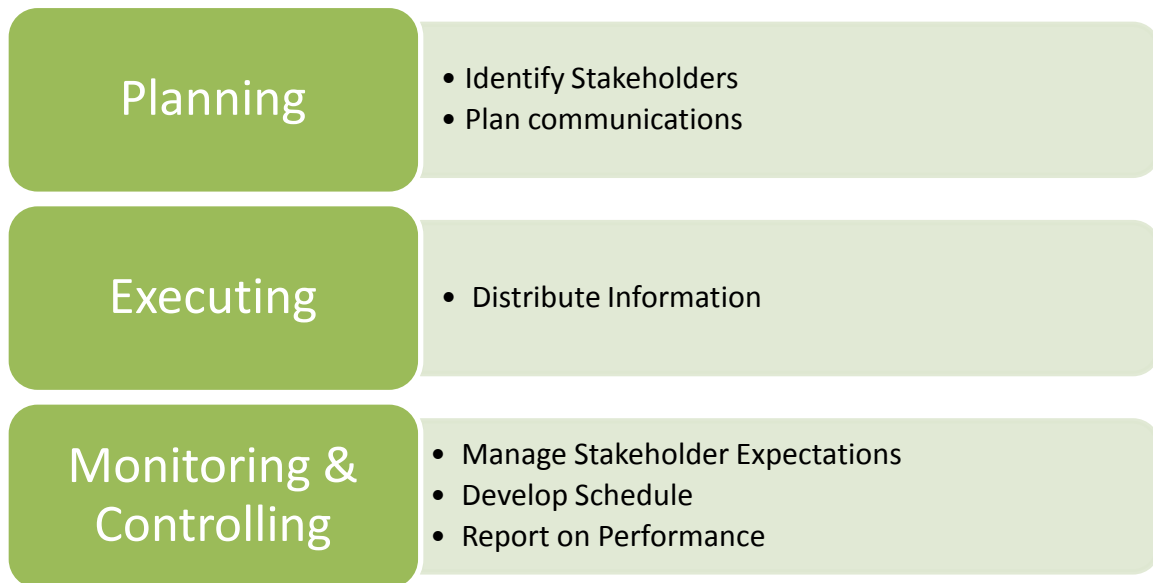 Planning
• Identify Stakeholders
• Plan communications
Executing
• Distribute Information
Monitoring &
Controlling
• Manage Stakeholder Expectations
• Develop Schedule
• Report on Performance